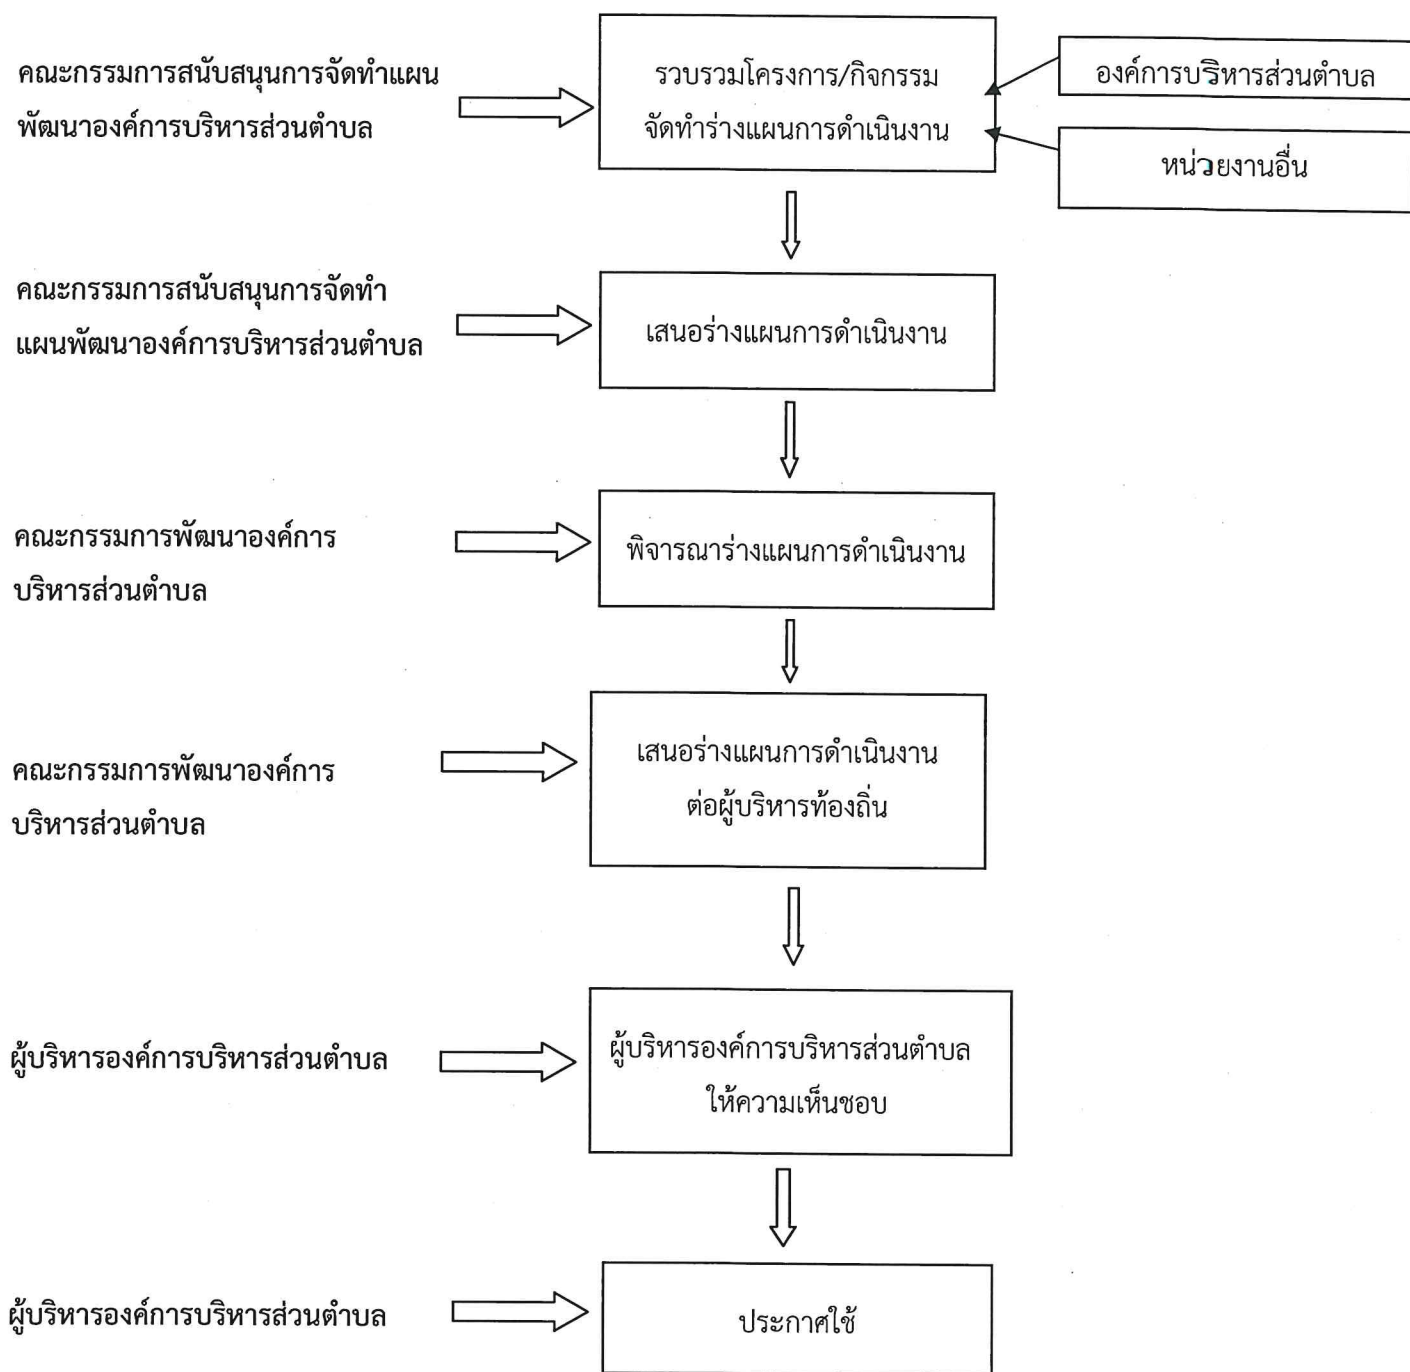 คณะกรรมการสนับสนุนการจัดทำแผน
พัฒนาองค์การบริหารส่วนตำบล
รวบรวมโครงการ/กิจกรรม
จัดทำร่างแผนการดำเนินงาน
องค์การบริหารส่วนตำบล
หน่วยงานอื่น
คณะกรรมการสนับสนุนการจัดทำ
แผนพัฒนาองค์การบริหารส่วนตำบล
เสนอร่างแผนการดำเนินงาน
คณะกรรมการพัฒนาองค์การ
บริหารส่วนตำบล
พิจารณาร่างแผนการดำเนินงาน
คณะกรรมการพัฒนาองค์การ
บริหารส่วนตำบล
เสนอร่างแผนการดำเนินงาน
ต่อผู้บริหารท้องถิ่น
ผู้บริหารองค์การบริหารส่วนตำบล
ผู้บริหารองค์การบริหารส่วนตำบล
ให้ความเห็นชอบ
ผู้บริหารองค์การบริหารส่วนตำบล
ประกาศใช้